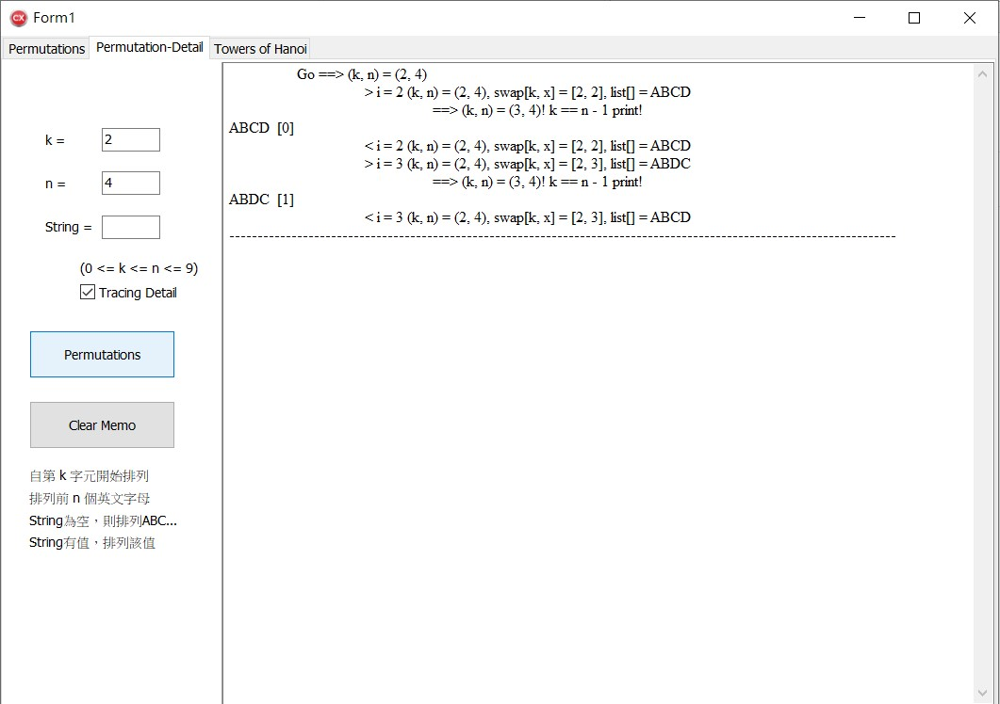 Form1
Permutations Permutation-Detail Towers of Hanoi
k = 2
n = 4
String =
(0 <= k <= n <= 9)
Tracing Detail
Permutations
Clear Memo
自第 k 字元開始排列
排列前 n 個英文字母
String為空，則排列ABC...
String有值，排列該值
Go ==> (k, n) = (2, 4)
> i = 2 (k, n) = (2, 4), swap[k, x] = [2, 2], list[] = ABCD
==> (k, n) = (3, 4)! k == n - 1 print!
ABCD [0]
< i = 2 (k, n) = (2, 4), swap[k, x] = [2, 2], list[] = ABCD
> i = 3 (k, n) = (2, 4), swap[k, x] = [2, 3], list[] = ABDC
==> (k, n) = (3, 4)! k == n - 1 print!
ABDC [1]
< i = 3 (k, n) = (2, 4), swap[k, x] = [2, 3], list[] = ABCD